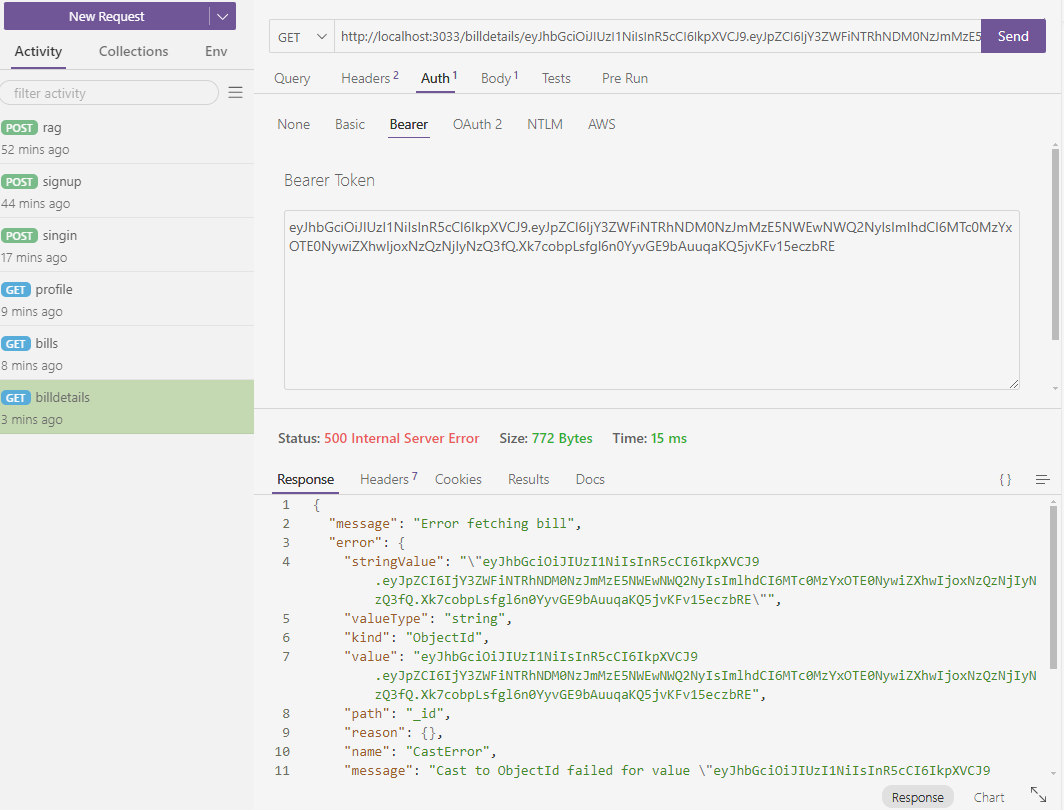 New Request
Activity Collections Env
filter activity
POST rag
52 mins ago
POST signup
44 mins ago
POST singin
17 mins ago
GET profile
9 mins ago
GET bills
8 mins ago
GET billdetails
3 mins ago
GET http://localhost:3033/billdetails/eyJhbGciOiJIUzI1NiIsInR5cCI6IkpXVCJ9.eyJpZCI6IjY3ZWFiNTRhNDM0NzJmMzE5 Send
Query Headers 2 Auth 1 Body 1 Tests Pre Run
None Basic Bearer OAuth 2 NTLM AWS
Bearer Token
eyJhbGciOiJIUzI1NiIsInR5cCI6IkpXVCJ9.eyJpZCI6IjY3ZWFiNTRhNDM0NzJmMzE5NWEwNWQ2NyIsImlhdCI6MTc0MzYx
OTE0NywiZXhwIjoxNzQzNjIyNzQ3fQ.Xk7cobpLsfgl6n0YyvGE9bAuuqaKQ5jvKFv15eczbRE
Status: 500 Internal Server Error Size: 772 Bytes Time: 15 ms
Response Headers 7 Cookies Results Docs { }
1 {
2 "message": "Error fetching bill",
3 "error": {
4 "stringValue": "\"eyJhbGciOiJIUzI1NiIsInR5cCI6IkpXVCJ9
.eyJpZCI6IjY3ZWFiNTRhNDM0NzJmMzE5NWEwNWQ2NyIsImlhdCI6MTc0MzYxOTE0NywiZXhwIjoxNzQzNjIyN
zQ3fQ.Xk7cobpLsfgl6n0YyvGE9bAuuqaKQ5jvKFv15eczbRE\"",
5 "valueType": "string",
6 "kind": "ObjectId",
7 "value": "eyJhbGciOiJIUzI1NiIsInR5cCI6IkpXVCJ9
.eyJpZCI6IjY3ZWFiNTRhNDM0NzJmMzE5NWEwNWQ2NyIsImlhdCI6MTc0MzYxOTE0NywiZXhwIjoxNzQzNjIyN
zQ3fQ.Xk7cobpLsfgl6n0YyvGE9bAuuqaKQ5jvKFv15eczbRE",
8 "path": "_id",
9 "reason": {},
10 "name": "CastError",
11 "message": "Cast to ObjectId failed for value \"eyJhbGciOiJIUzI1NiIsInR5cCI6IkpXVCJ9
Response Chart